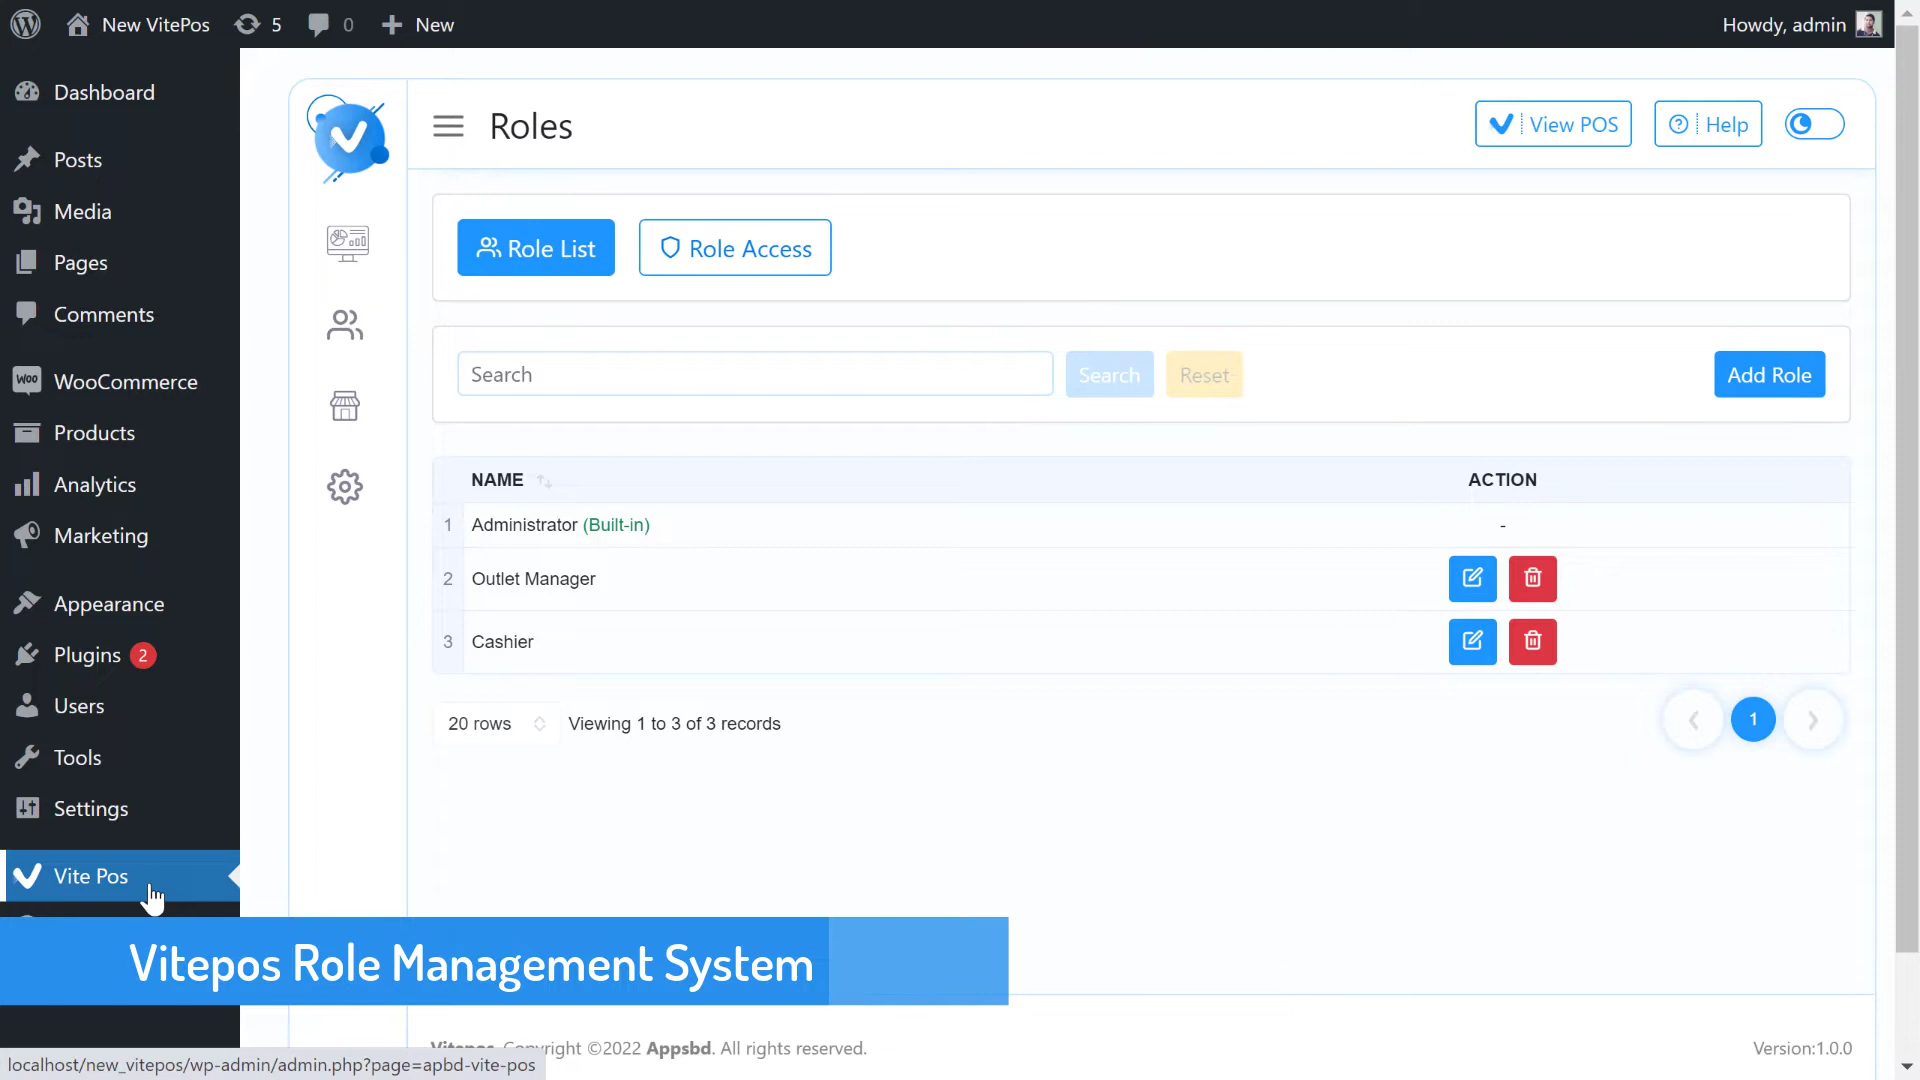 New VitePos
5
0
New
Howdy, admin
Dashboard
Posts
Media
Pages
Comments
Woo
WooCommerce
Products
Analytics
Marketing
Appearance
Plugins 2
Users
Tools
Settings
Vite Pos
Roles
View POS
Help
Role List
Role Access
Search
Search
Reset
Add Role
NAME
ACTION
1 Administrator (Built-in) -
2 Outlet Manager
3 Cashier
20 rows
Viewing 1 to 3 of 3 records
1
Vitepos Role Management System
Vitepos. Copyright ©2022 Appsbd. All rights reserved.
Version:1.0.0
localhost/new_vitepos/wp-admin/admin.php?page=apbd-vite-pos